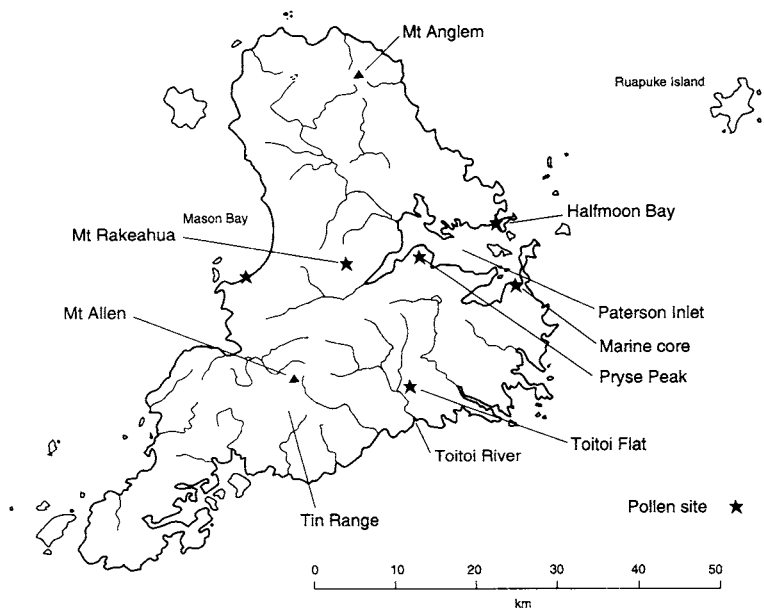 Mt Anglem
Ruapuke Island
Halfmoon Bay
Mason Bay
Mt Rakeahua
Paterson Inlet
Mt Allen
Marine core
Pryse Peak
Toitoi Flat
Toitoi River
Pollen site
Tin Range
0 10 20 30 40 50
km